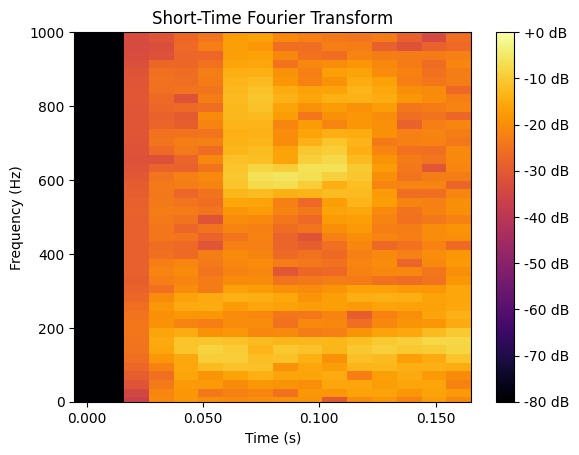 Short-Time Fourier Transform
Frequency (Hz)
1000
800
600
400
200
0
0.000
0.050
0.100
0.150
Time (s)
+0 dB
-10 dB
-20 dB
-30 dB
-40 dB
-50 dB
-60 dB
-70 dB
-80 dB